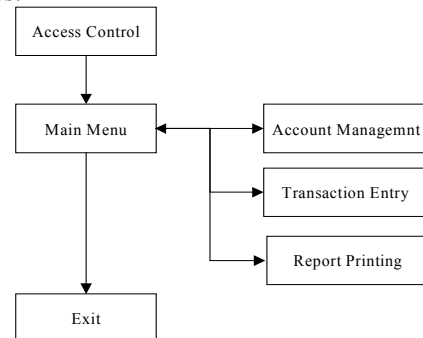 Access Control
Main Menu
Account Managemnt
Transaction Entry
Report Printing
Exit